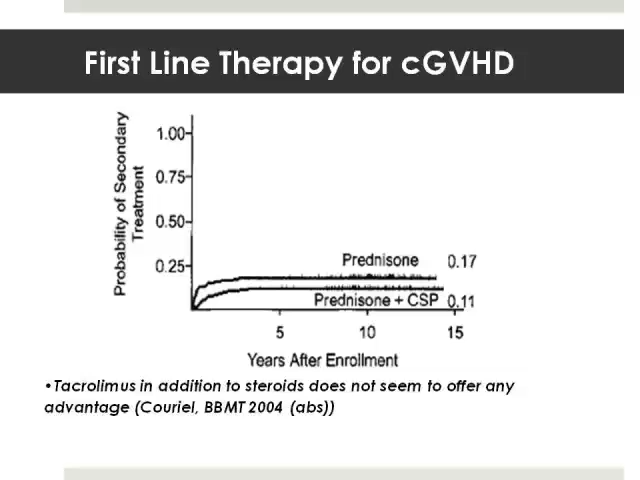 First Line Therapy for cGVHD
Probability of Secondary
Treatment
1.00
0.75
0.50
0.25
Prednisone 0.17
Prednisone + CSP 0.11
5 10 15
Years After Enrollment
•Tacrolimus in addition to steroids does not seem to offer any
advantage (Couriel, BBMT 2004 (abs))